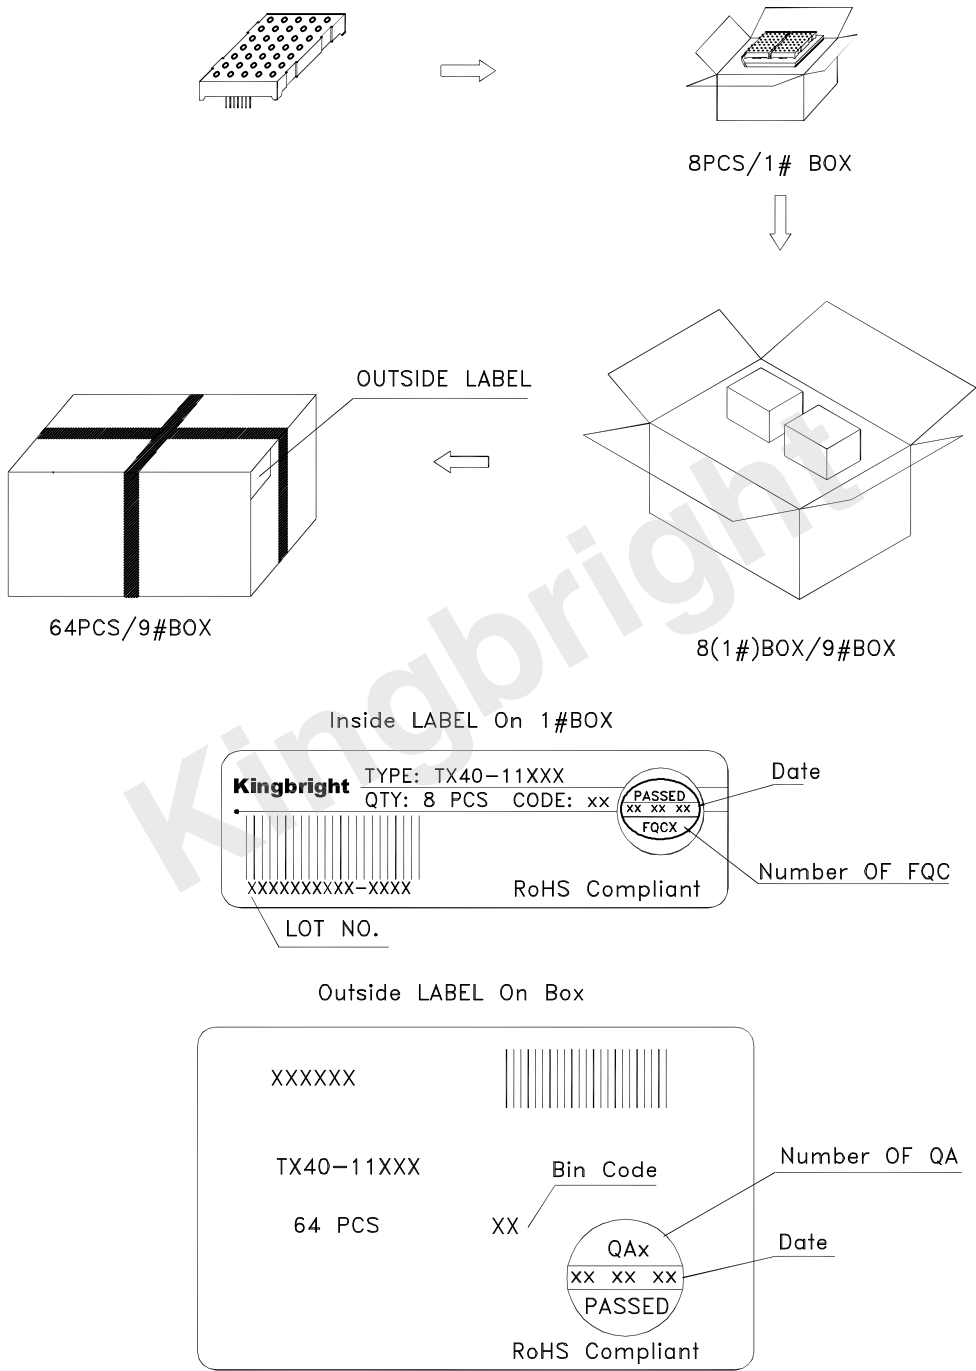 8PCS/1# BOX
OUTSIDE LABEL
64PCS/9#BOX
8(1#)BOX/9#BOX
Kingbright
Inside LABEL On 1#BOX
Kingbright
TYPE: TX40-11XXX
QTY: 8 PCS CODE: xx
PASSED
xx xx xx
FQCX
Date
Number OF FQC
XXXXXXXXXX-XXXX
RoHS Compliant
LOT NO.
Outside LABEL On Box
XXXXXX
TX40-11XXX
Bin Code
Number OF QA
64 PCS
XX
QAx
xx xx xx
PASSED
Date
RoHS Compliant